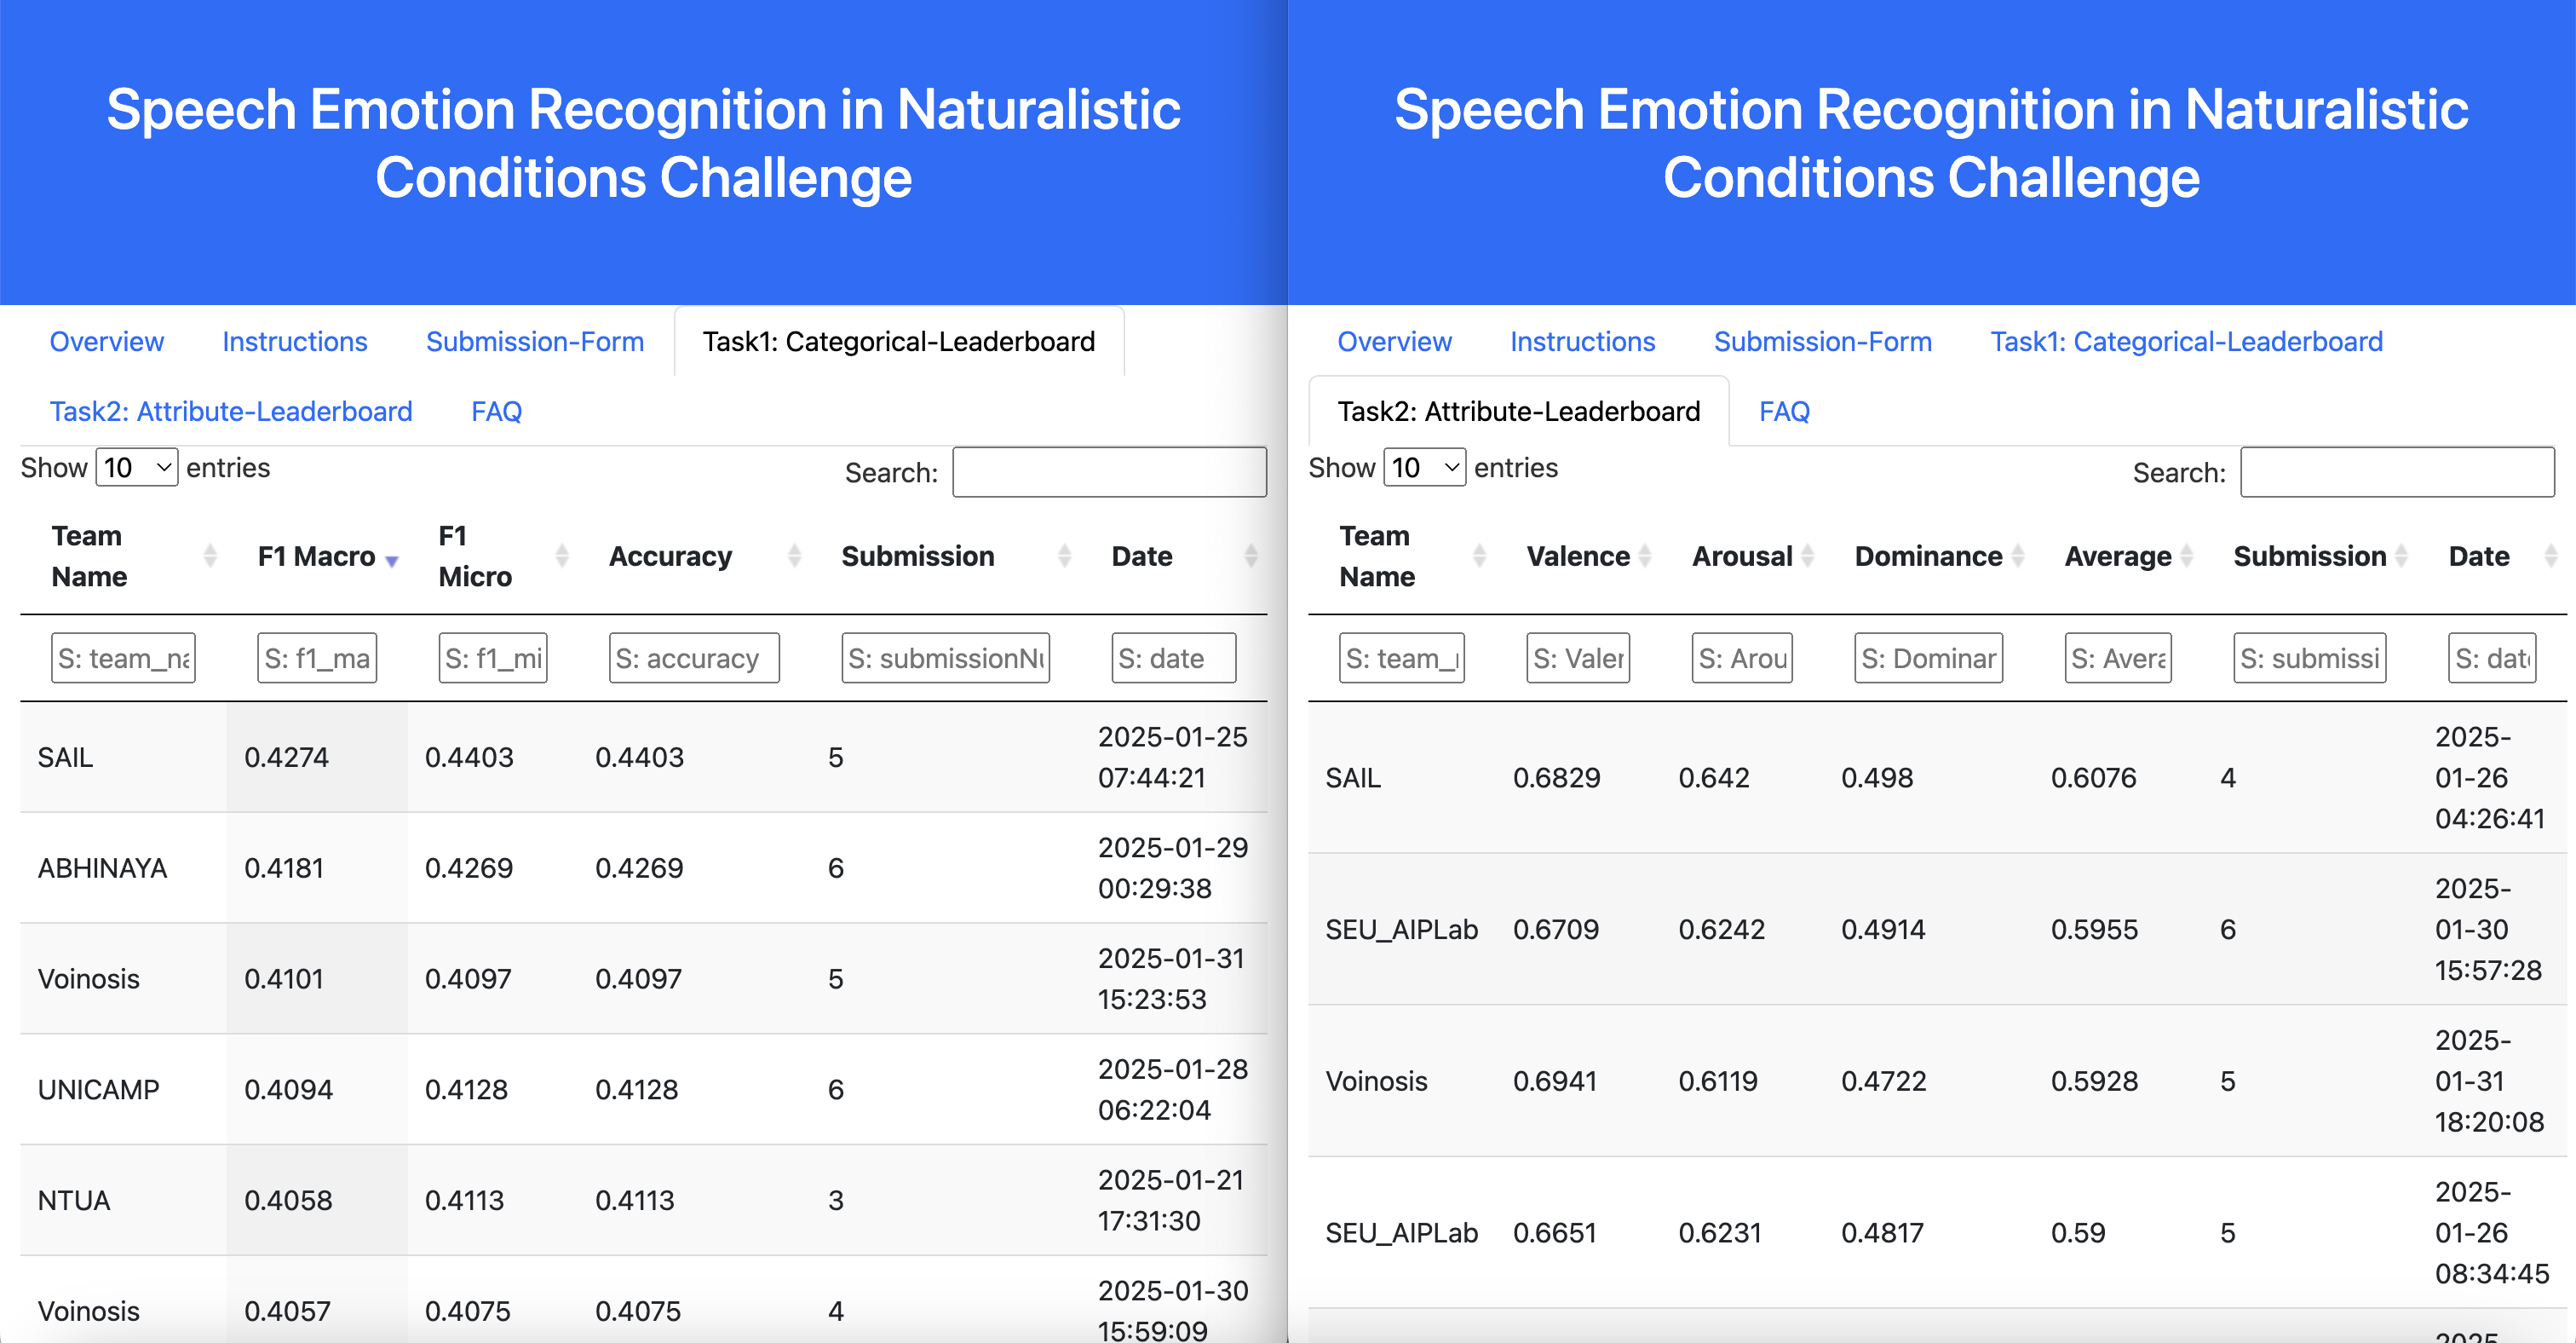 Speech Emotion Recognition in Naturalistic
Conditions Challenge
Overview Instructions Submission-Form Task1: Categorical-Leaderboard
Task2: Attribute-Leaderboard FAQ
Show 10 entries Search:
Team Name F1 Macro F1 Micro Accuracy Submission Date
S: team_na S: f1_ma S: f1_mi S: accuracy S: submissionNu S: date
SAIL 0.4274 0.4403 0.4403 5 2025-01-25 07:44:21
ABHINAYA 0.4181 0.4269 0.4269 6 2025-01-29 00:29:38
Voinosis 0.4101 0.4097 0.4097 5 2025-01-31 15:23:53
UNICAMP 0.4094 0.4128 0.4128 6 2025-01-28 06:22:04
NTUA 0.4058 0.4113 0.4113 3 2025-01-21 17:31:30
Voinosis 0.4057 0.4075 0.4075 4 2025-01-30 15:59:09
Speech Emotion Recognition in Naturalistic
Conditions Challenge
Overview Instructions Submission-Form Task1: Categorical-Leaderboard
Task2: Attribute-Leaderboard FAQ
Show 10 entries Search:
Team Name Valence Arousal Dominance Average Submission Date
S: team_ S: Valer S: Arou S: Dominar S: Avera S: submissi S: date
SAIL 0.6829 0.642 0.498 0.6076 4 2025-01-26 04:26:41
SEU_AIPLab 0.6709 0.6242 0.4914 0.5955 6 2025-01-30 15:57:28
Voinosis 0.6941 0.6119 0.4722 0.5928 5 2025-01-31 18:20:08
SEU_AIPLab 0.6651 0.6231 0.4817 0.59 5 2025-01-26 08:34:45